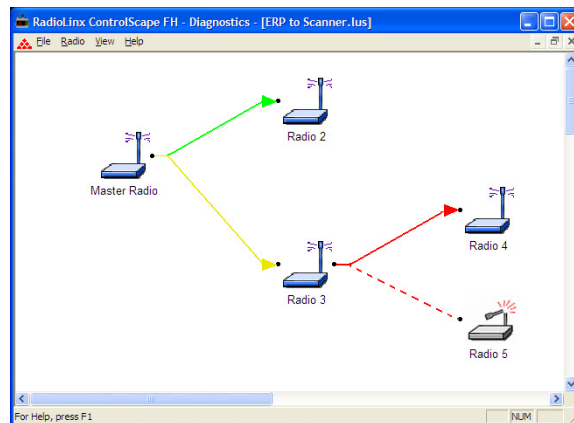 RadioLinx ControlScape FH - Diagnostics - [ERP to Scanner.lus]
File Radio View Help
Radio 2
Master Radio
Radio 4
Radio 3
Radio 5
For Help, press F1
NUM